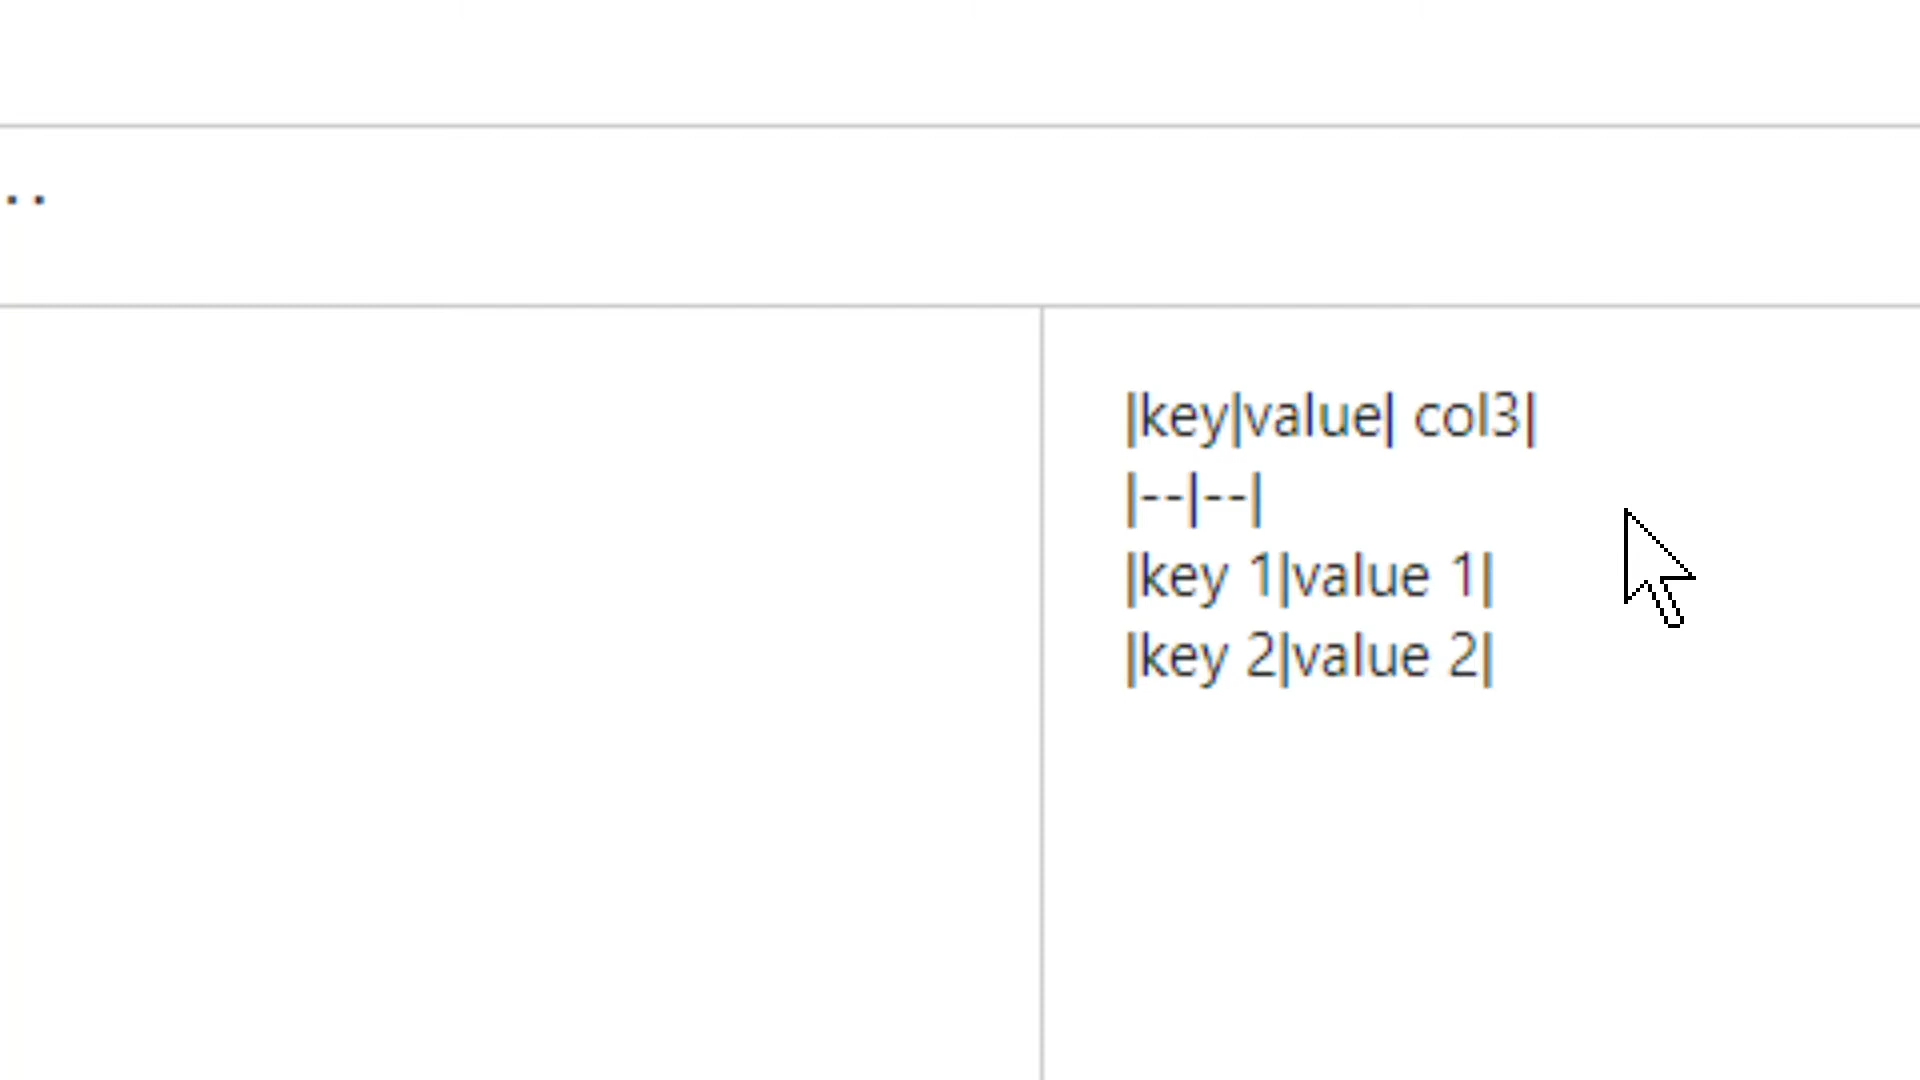 ..
|key|value| col3|
|--|--|
|key 1|value 1|
|key 2|value 2|